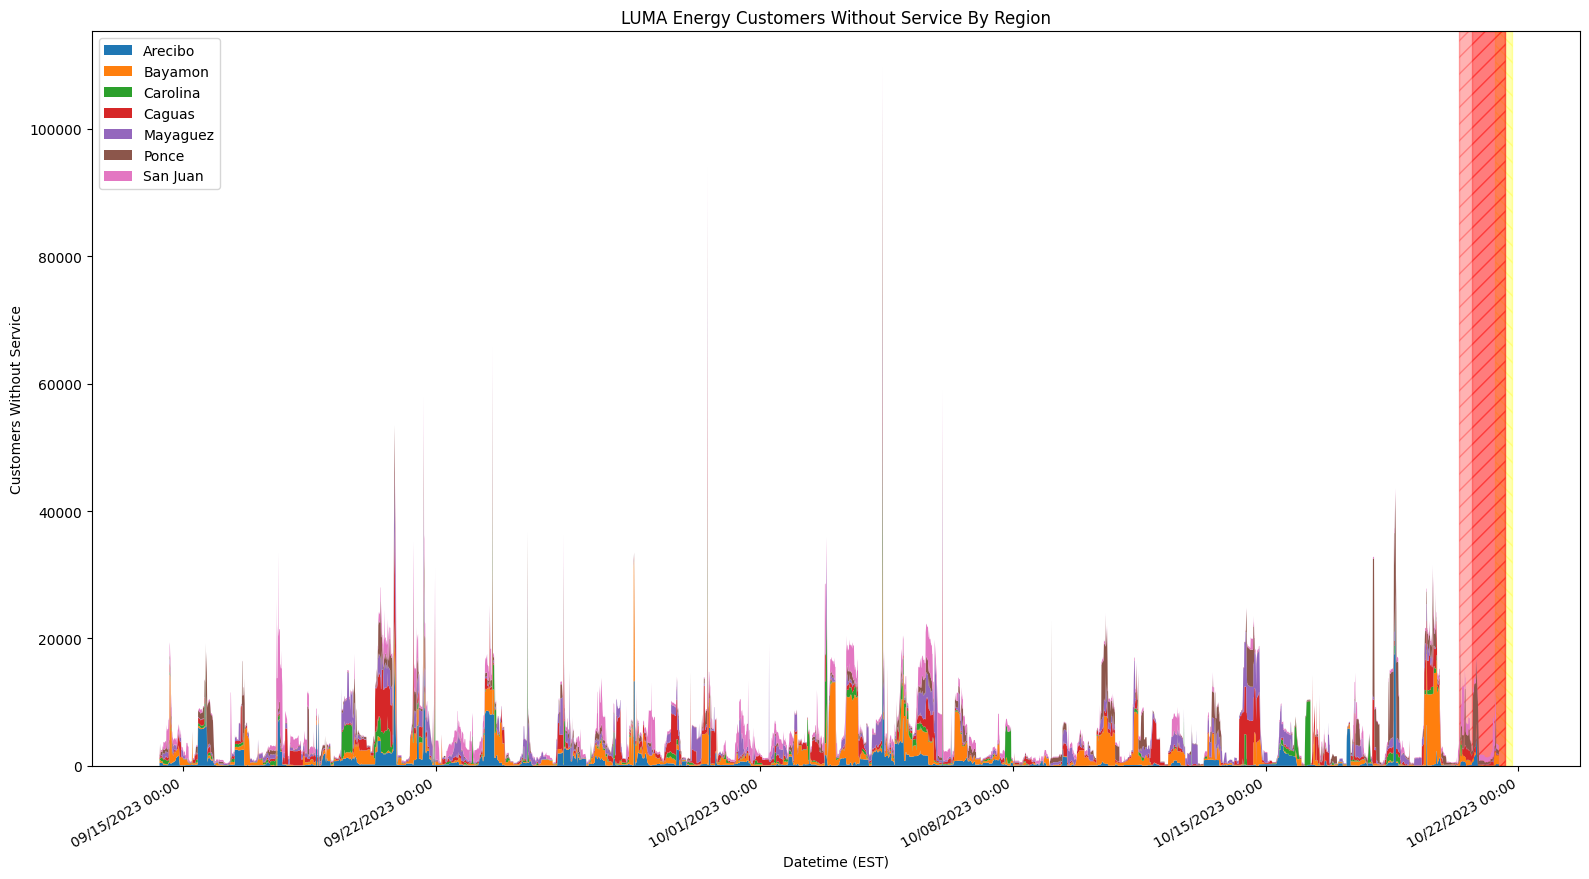 LUMA Energy Customers Without Service By Region
Arecibo
Bayamon
Carolina
Caguas
Mayaguez
Ponce
San Juan
100000
80000
60000
40000
20000
0
Customers Without Service
09/15/2023 00:00
09/22/2023 00:00
10/01/2023 00:00
10/08/2023 00:00
10/15/2023 00:00
10/22/2023 00:00
Datetime (EST)